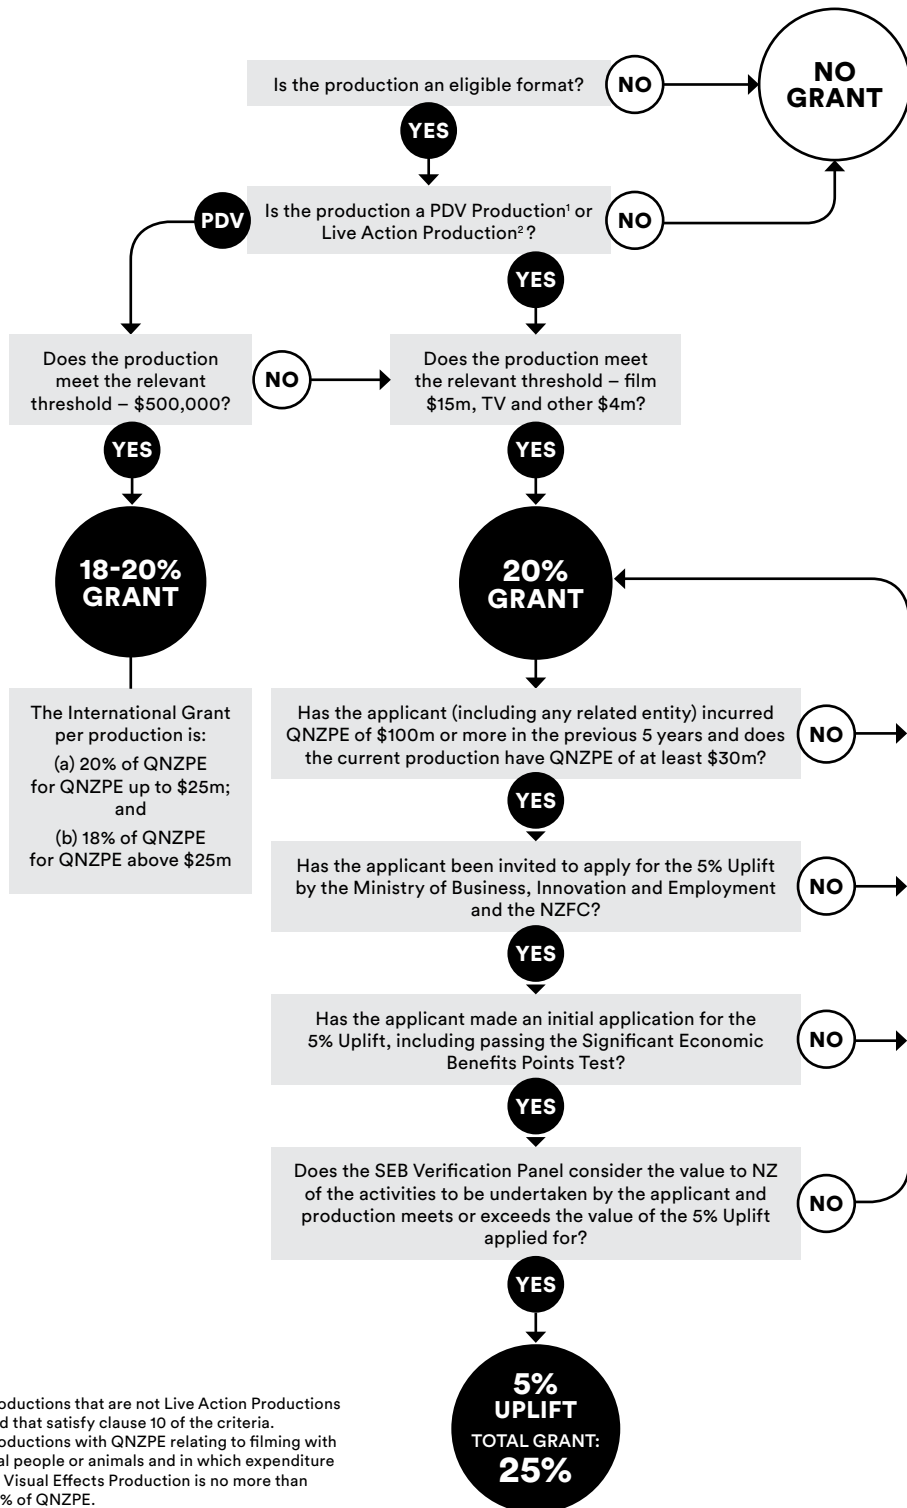 Is the production an eligible format?
NO
NO
GRANT
YES
PDV
Is the production a PDV Production¹ or
Live Action Production²?
NO
YES
Does the production
meet the relevant
threshold – $500,000?
NO
Does the production meet
the relevant threshold – film
$15m, TV and other $4m?
YES
YES
18-20%
GRANT
20%
GRANT
The International Grant
per production is:
(a) 20% of QNZPE
for QNZPE up to $25m;
and
(b) 18% of QNZPE
for QNZPE above $25m
Has the applicant (including any related entity) incurred
QNZPE of $100m or more in the previous 5 years and does
the current production have QNZPE of at least $30m?
NO
YES
Has the applicant been invited to apply for the 5% Uplift
by the Ministry of Business, Innovation and Employment
and the NZFC?
NO
YES
Has the applicant made an initial application for the
5% Uplift, including passing the Significant Economic
Benefits Points Test?
NO
YES
Does the SEB Verification Panel consider the value to NZ
of the activities to be undertaken by the applicant and
production meets or exceeds the value of the 5% Uplift
applied for?
NO
YES
5%
UPLIFT
TOTAL GRANT:
25%
oductions that are not Live Action Productions
d that satisfy clause 10 of the criteria.
oductions with QNZPE relating to filming with
al people or animals and in which expenditure
Visual Effects Production is no more than
% of QNZPE.